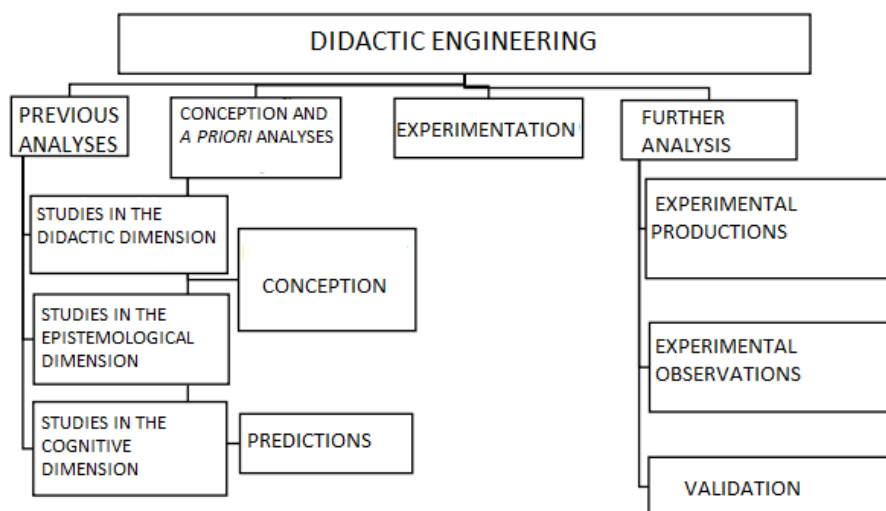 DIDACTIC ENGINEERING
PREVIOUS
ANALYSES
CONCEPTION AND
A PRIORI ANALYSES
EXPERIMENTATION
FURTHER
ANALYSIS
STUDIES IN THE
DIDACTIC DIMENSION
STUDIES IN THE
EPISTEMOLOGICAL
DIMENSION
STUDIES IN THE
COGNITIVE
DIMENSION
CONCEPTION
PREDICTIONS
EXPERIMENTAL
PRODUCTIONS
EXPERIMENTAL
OBSERVATIONS
VALIDATION